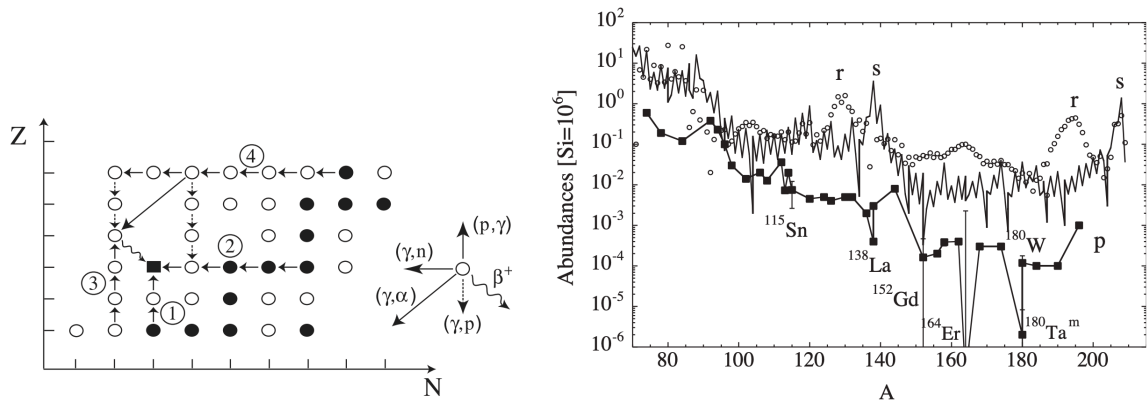 Z
N
④
②
③
①
(p,γ)
(γ,n)
β⁺
(γ,α)
(γ,p)
Abundances [Si=10⁶]
10²
10¹
10⁰
10⁻¹
10⁻²
10⁻³
10⁻⁴
10⁻⁵
10⁻⁶
r
s
r
s
¹¹⁵Sn
¹³⁸La
¹⁵²Gd
¹⁶⁴Er
¹⁸⁰W
p
¹⁸⁰Taᵐ
80 100 120 140 160 180 200
A